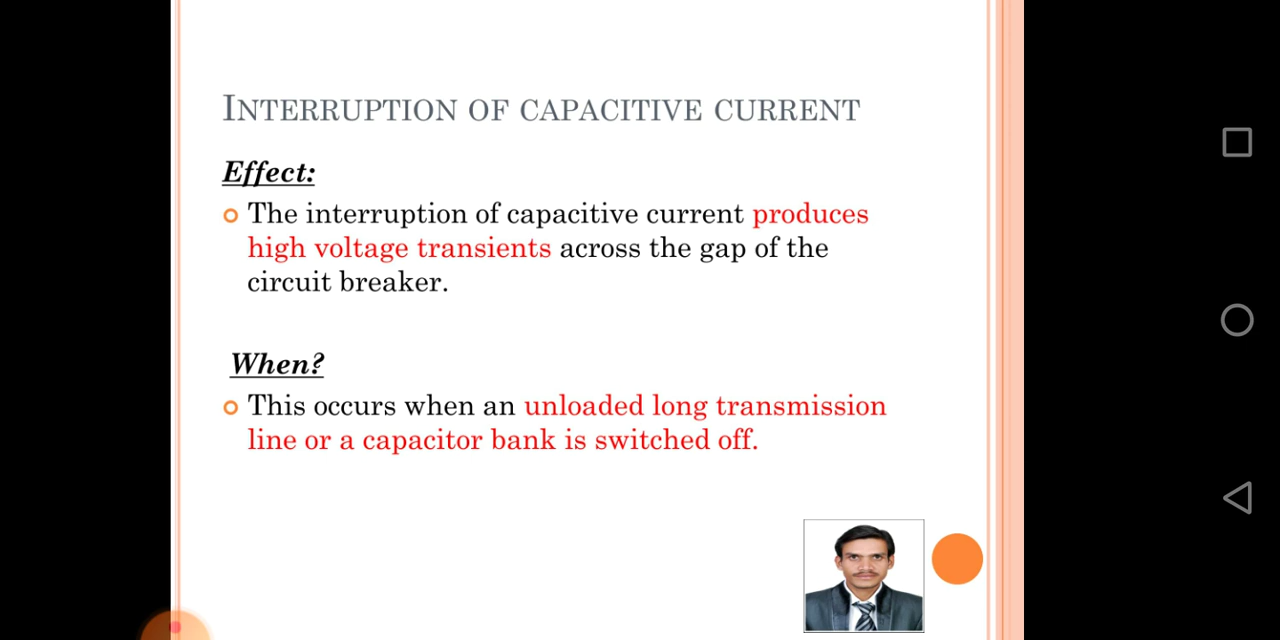 INTERRUPTION OF CAPACITIVE CURRENT
Effect:
The interruption of capacitive current produces
high voltage transients across the gap of the
circuit breaker.
When?
This occurs when an unloaded long transmission
line or a capacitor bank is switched off.